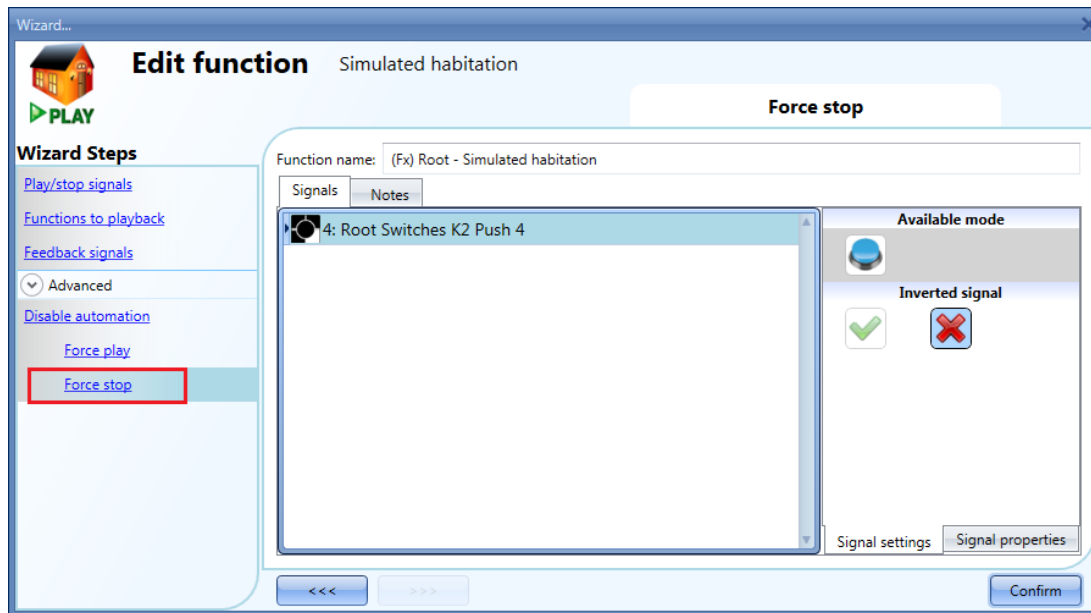 Wizard...
Edit function
Simulated habitation
PLAY
Force stop
Wizard Steps
Play/stop signals
Functions to playback
Feedback signals
Advanced
Disable automation
Force play
Force stop
Function name: (Fx) Root - Simulated habitation
Signals Notes
4: Root Switches K2 Push 4
Available mode
Inverted signal
Signal settings Signal properties
<<< >>> Confirm